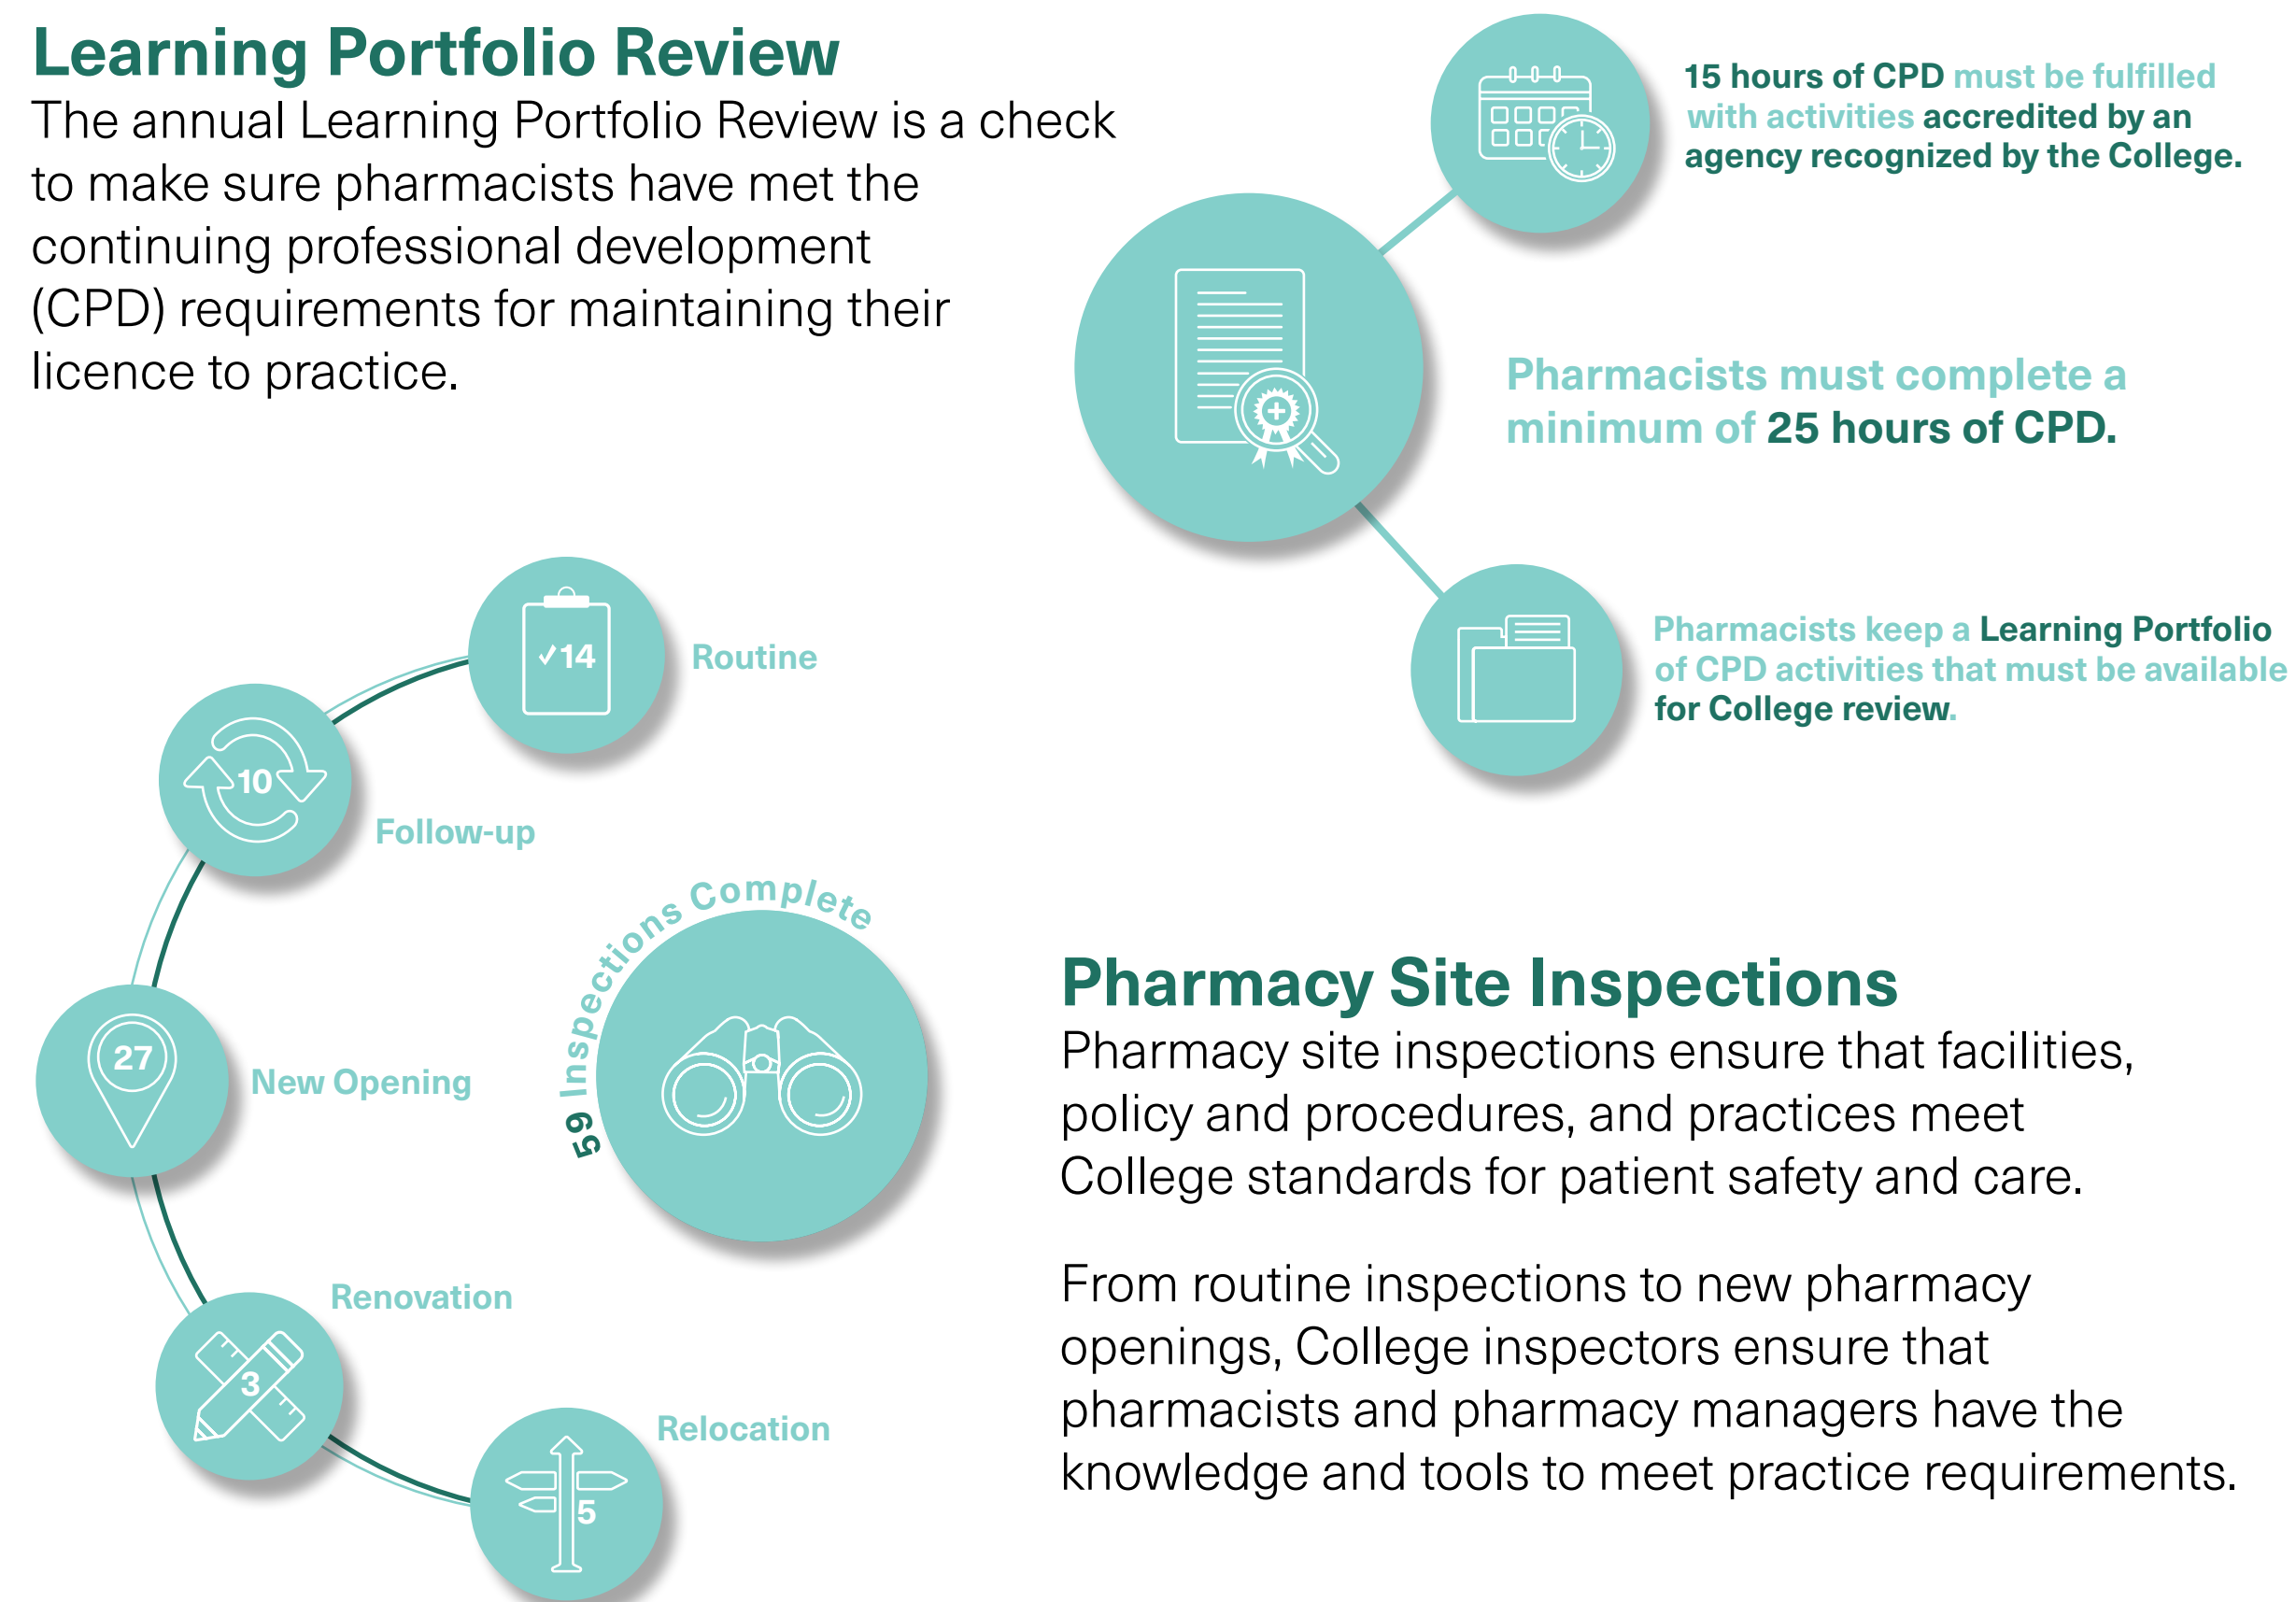 Learning Portfolio Review
The annual Learning Portfolio Review is a check
to make sure pharmacists have met the
continuing professional development
(CPD) requirements for maintaining their
licence to practice.
15 hours of CPD must be fulfilled
with activities accredited by an
agency recognized by the College.
Pharmacists must complete a
minimum of 25 hours of CPD.
Pharmacists keep a Learning Portfolio
of CPD activities that must be available
for College review.
14
Routine
10
Follow-up
27
New Opening
3
Renovation
5
Relocation
59 Inspections Complete
Pharmacy Site Inspections
Pharmacy site inspections ensure that facilities,
policy and procedures, and practices meet
College standards for patient safety and care.
From routine inspections to new pharmacy
openings, College inspectors ensure that
pharmacists and pharmacy managers have the
knowledge and tools to meet practice requirements.